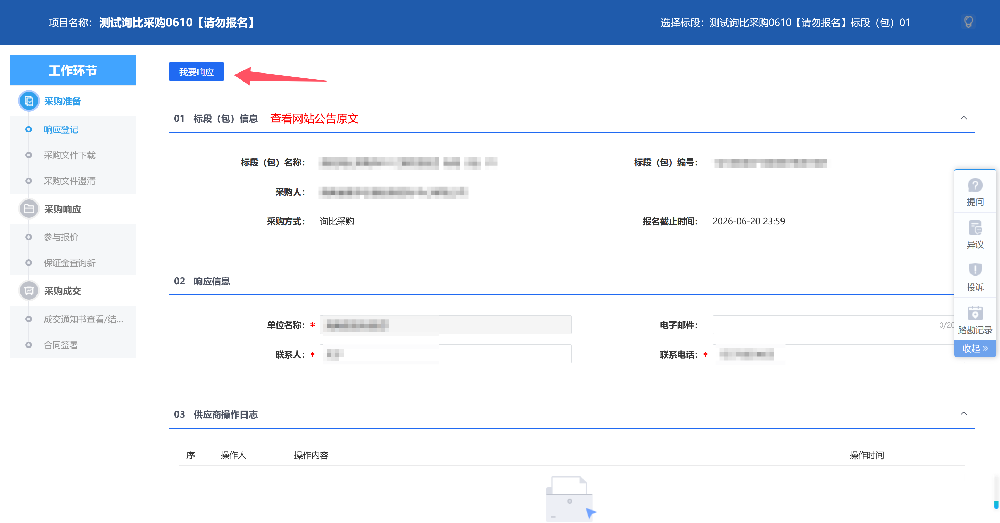 项目名称： 测试询比采购0610【请勿报名】
选择标段：测试询比采购0610【请勿报名】标段（包）01
工作环节
采购准备
响应登记
采购文件下载
采购文件澄清
采购响应
参与报价
保证金查询新
采购成交
成交通知书查看/结...
合同签署
我要响应
01 标段（包）信息 查看网站公告原文
标段（包）名称：
标段（包）编号：
采购人：
采购方式： 询比采购
报名截止时间： 2026-06-20 23:59
02 响应信息
单位名称：*
电子邮件： 0/20
联系人：*
联系电话：*
03 供应商操作日志
序 操作人 操作内容 操作时间
提问
异议
投诉
踏勘记录
收起 »